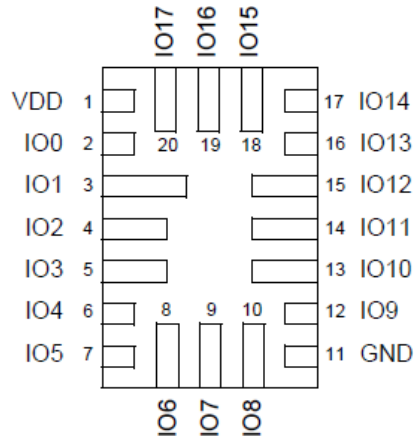 IO17 IO16 IO15
VDD 1 17 IO14
IO0 2 20 19 18 16 IO13
IO1 3 15 IO12
IO2 4 14 IO11
IO3 5 13 IO10
IO4 6 8 9 10 12 IO9
IO5 7 11 GND
IO6 IO7 IO8